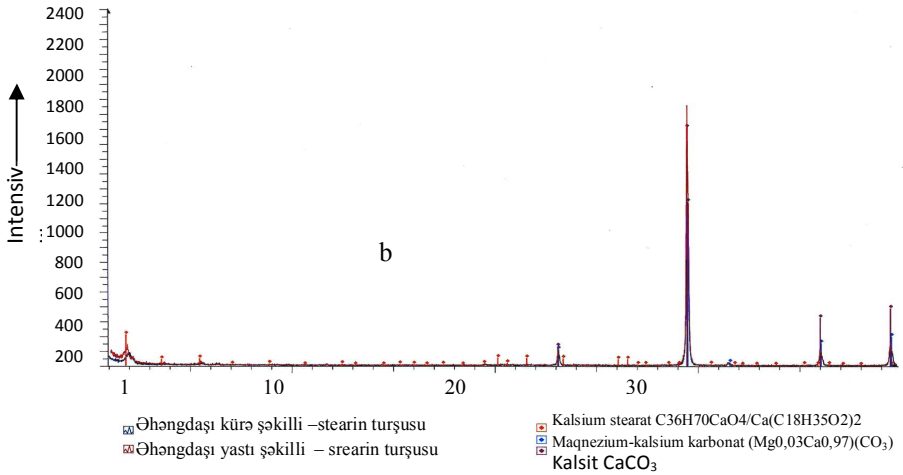 2400
2200
2000
1800
1600
1400
1200
1000
800
600
400
200
Intensiv
...
b
1 10 20 30
Əhəngdaşı kürə şəkilli –stearin turşusu
Əhəngdaşı yastı şəkilli – srearin turşusu
Kalsium stearat C36H70CaO4/Ca(C18H35O2)2
Maqnezium-kalsium karbonat (Mg0,03Ca0,97)(CO₃)
Kalsit CaCO₃